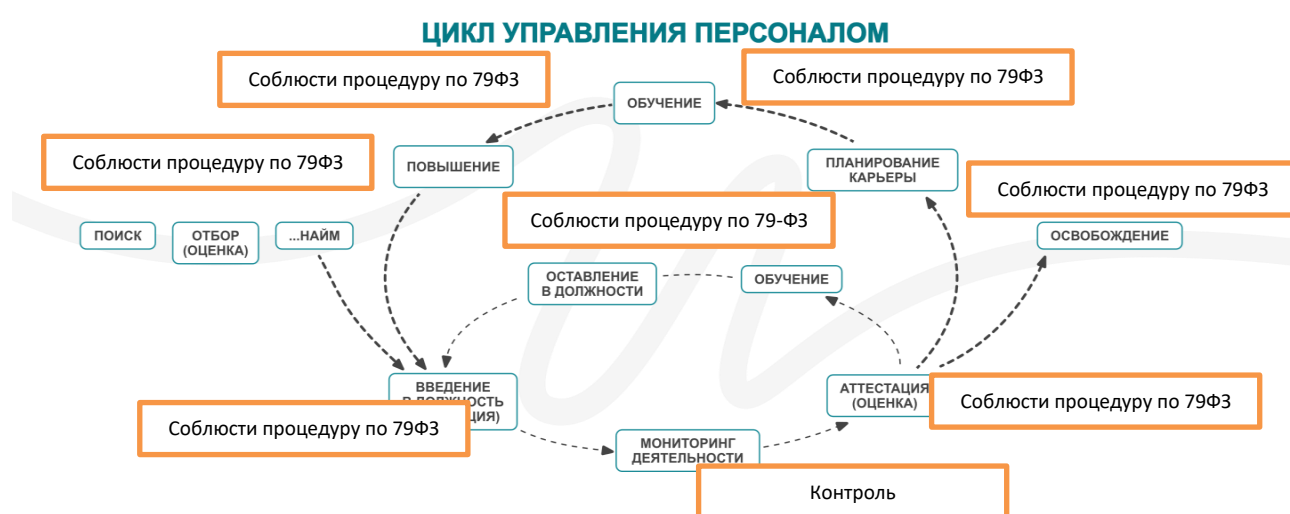 ЦИКЛ УПРАВЛЕНИЯ ПЕРСОНАЛОМ
Соблюсти процедуру по 79ФЗ
Соблюсти процедуру по 79ФЗ
ОБУЧЕНИЕ
Соблюсти процедуру по 79ФЗ
ПОВЫШЕНИЕ
ПЛАНИРОВАНИЕ
КАРЬЕРЫ
Соблюсти процедуру по 79ФЗ
Соблюсти процедуру по 79-ФЗ
ПОИСК
ОТБОР
(ОЦЕНКА)
...НАЙМ
ОСВОБОЖДЕНИЕ
ОСТАВЛЕНИЕ
В ДОЛЖНОСТИ
ОБУЧЕНИЕ
ВВЕДЕНИЕ
В ДОЛЖНОСТЬ
ЦИЯ)
АТТЕСТАЦИЯ
(ОЦЕНКА)
Соблюсти процедуру по 79ФЗ
Соблюсти процедуру по 79ФЗ
МОНИТОРИНГ
ДЕЯТЕЛЬНОСТИ
Контроль